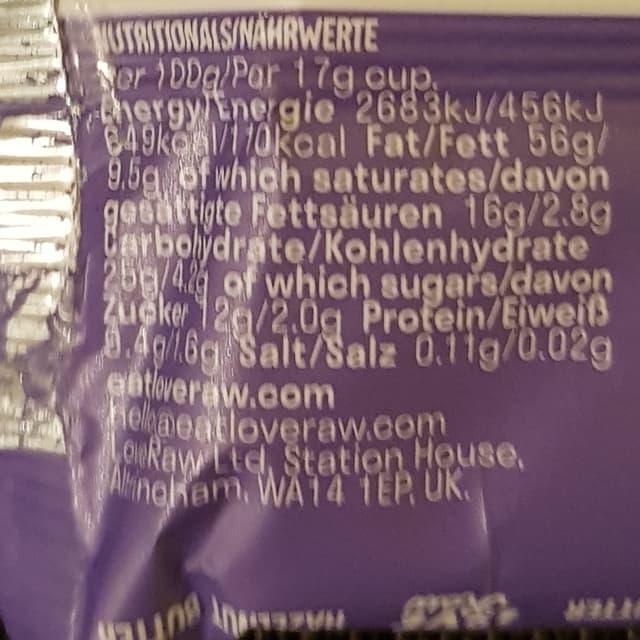 NUTRITIONALS/NÄHRWERTE
Per 100g/Per 17g cup.
Energy/Energie 2683kJ/456kJ
649kcal/110kcal Fat/Fett 56g/
9.5g of which saturates/davon
gesättigte Fettsäuren 16g/2.8g
Carbohydrate/Kohlenhydrate
25g/4.2g of which sugars/davon
Zucker 12g/2.0g Protein/Eiweiß
9.4g/1.6g Salt/Salz 0.11g/0.02g
eatloveraw.com
hello@eatloveraw.com
LoveRaw Ltd, Station House,
Altrincham, WA14 1EP, UK.
BUTTER HAZELNUT